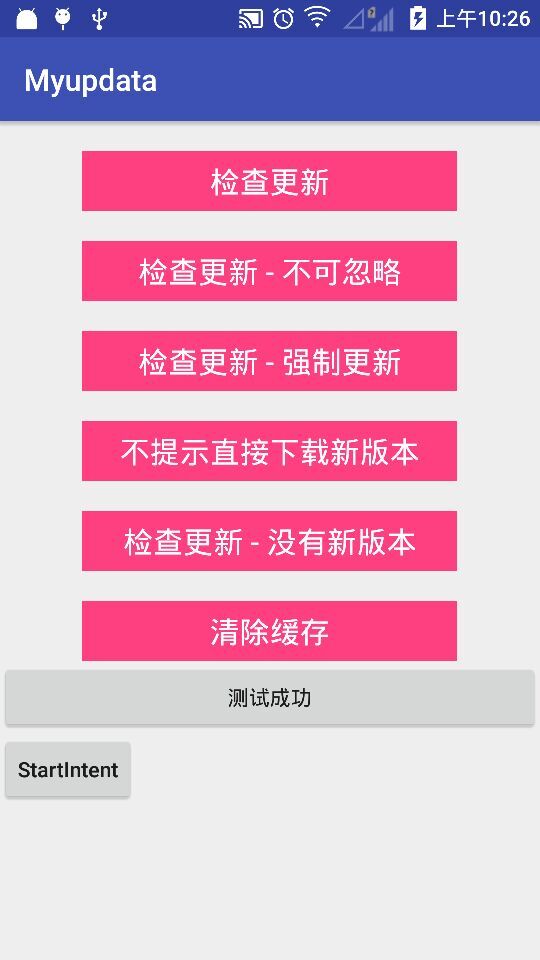 上午10:26
Myupdata
检查更新
检查更新 - 不可忽略
检查更新 - 强制更新
不提示直接下载新版本
检查更新 - 没有新版本
清除缓存
测试成功
StartIntent